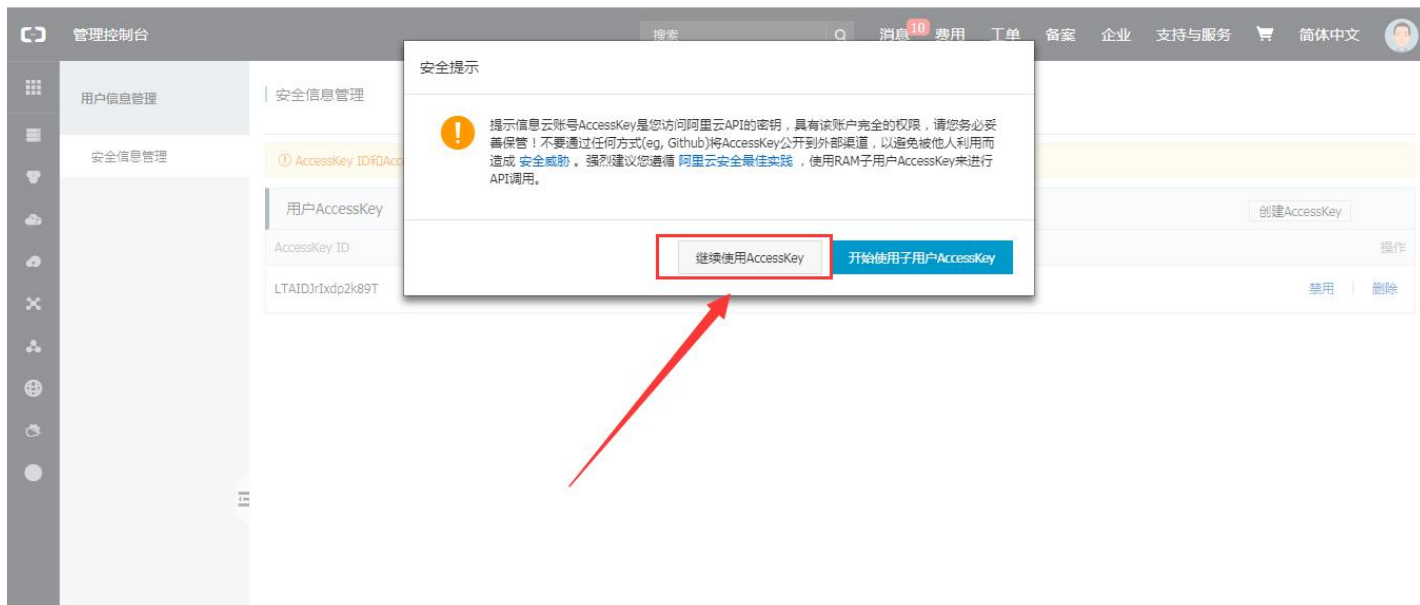 管理控制台
搜索
消息 10 费用 工单 备案 企业 支持与服务 简体中文
用户信息管理
安全信息管理
安全信息管理
AccessKey ID和Acc
用户AccessKey
创建AccessKey
AccessKey ID
操作
LTAIDJrIxdp2k89T
禁用 | 删除
安全提示
提示信息云账号AccessKey是您访问阿里云API的密钥，具有该账户完全的权限，请您务必妥
善保管！不要通过任何方式(eg, Github)将AccessKey公开到外部渠道，以避免被他人利用而
造成 安全威胁 。强烈建议您遵循 阿里云安全最佳实践 ，使用RAM子用户AccessKey来进行
API调用。
继续使用AccessKey
开始使用子用户AccessKey